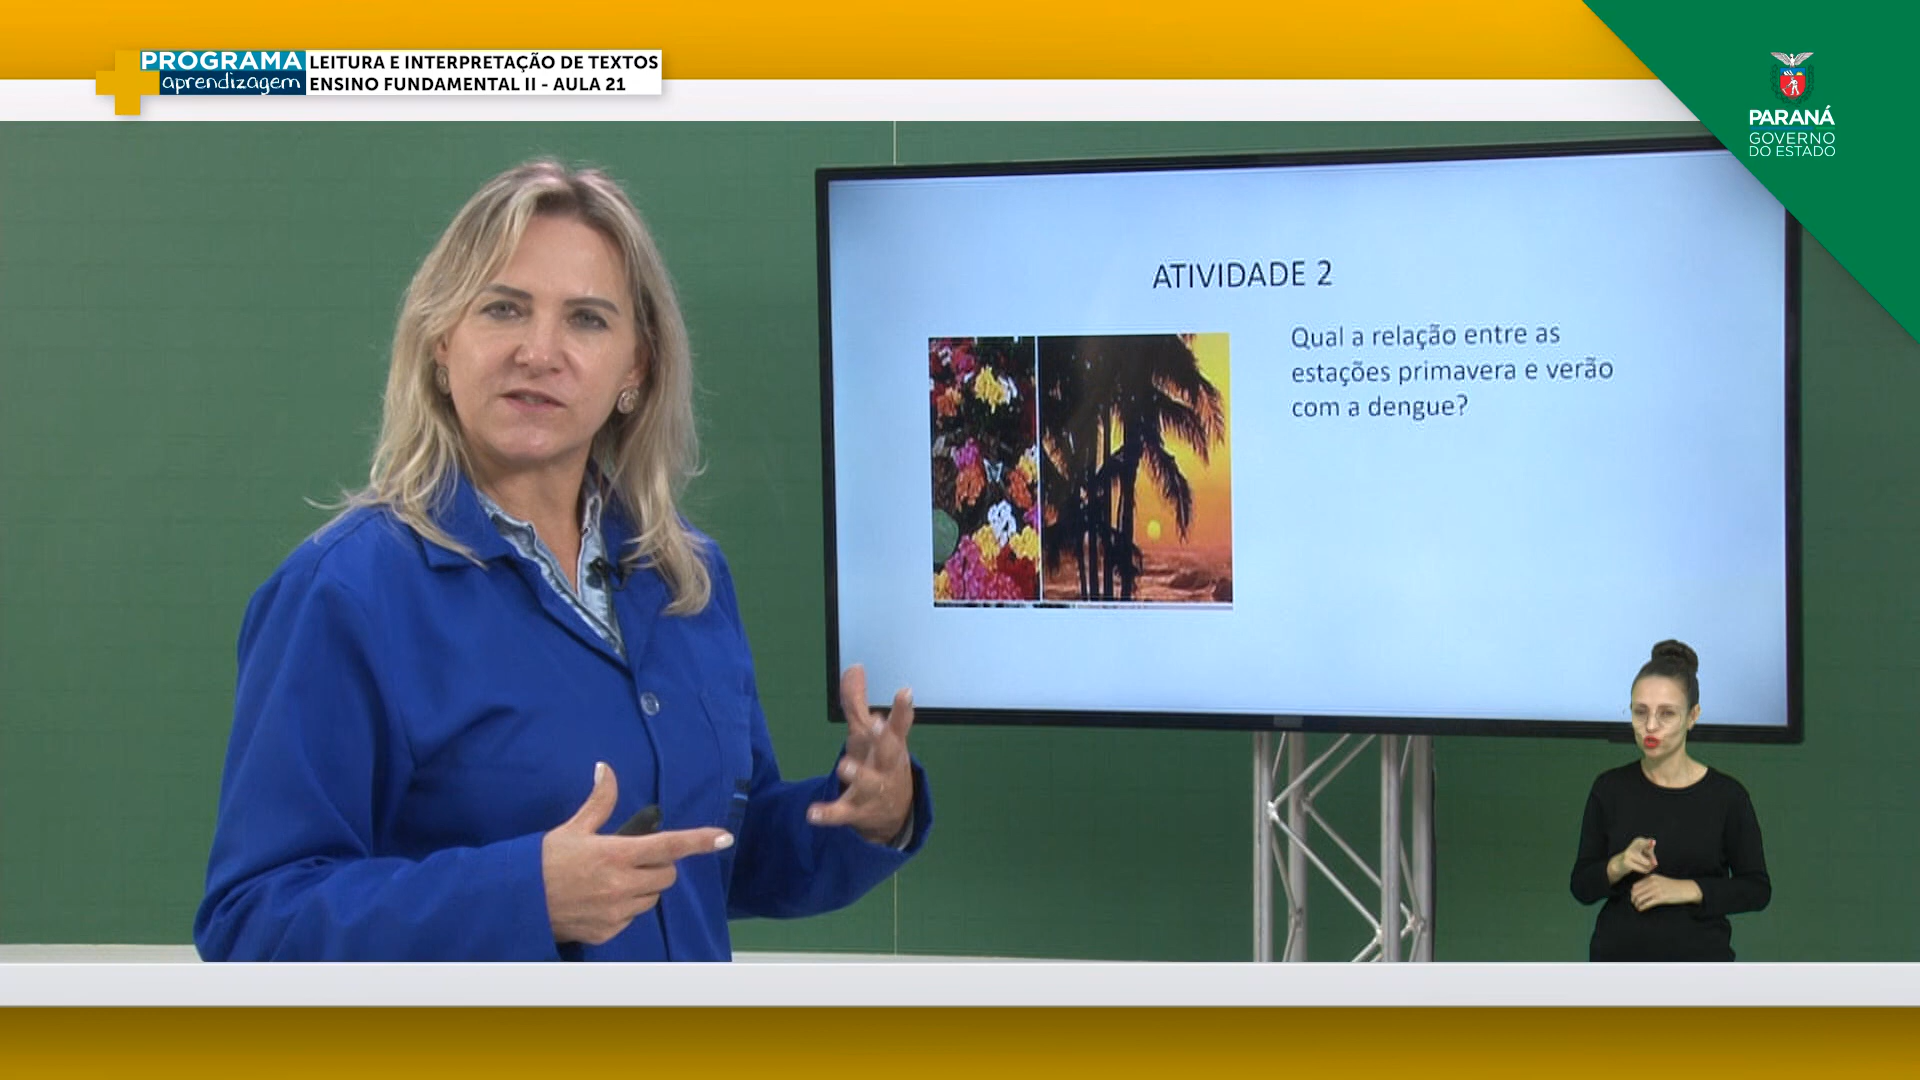 PROGRAMA
aprendizagem
LEITURA E INTERPRETAÇÃO DE TEXTOS
ENSINO FUNDAMENTAL II - AULA 21
PARANÁ
GOVERNO
DO ESTADO
ATIVIDADE 2
Qual a relação entre as
estações primavera e verão
com a dengue?